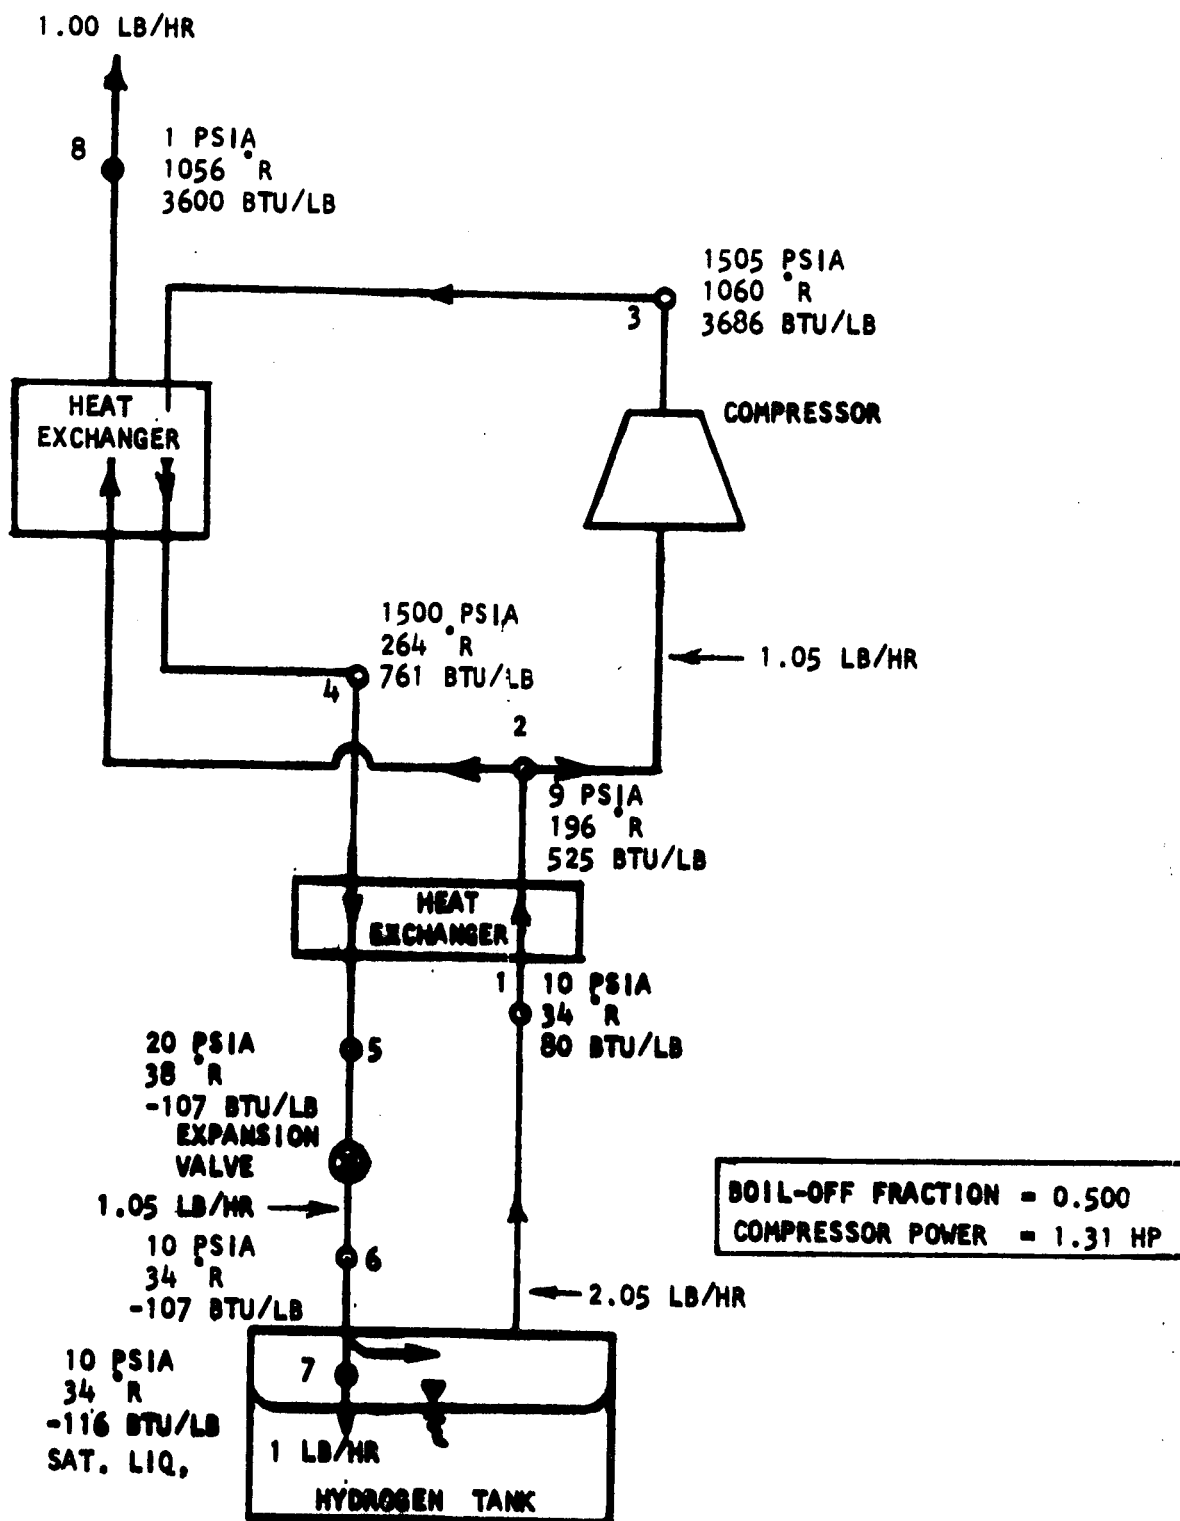 1.00 LB/HR
8
1 PSIA
1056 °R
3600 BTU/LB
1505 PSIA
1060 °R
3686 BTU/LB
3
HEAT
EXCHANGER
COMPRESSOR
1500 PSIA
264 °R
761 BTU/LB
4
1.05 LB/HR
2
9 PSIA
196 °R
525 BTU/LB
HEAT
EXCHANGER
1
10 PSIA
34 °R
80 BTU/LB
20 PSIA
38 °R
-107 BTU/LB
5
EXPANSION
VALVE
1.05 LB/HR
10 PSIA
34 °R
-107 BTU/LB
6
BOIL-OFF FRACTION = 0.500
COMPRESSOR POWER = 1.31 HP
2.05 LB/HR
10 PSIA
34 °R
-116 BTU/LB
SAT. LIQ.
7
1 LB/HR
HYDROGEN TANK